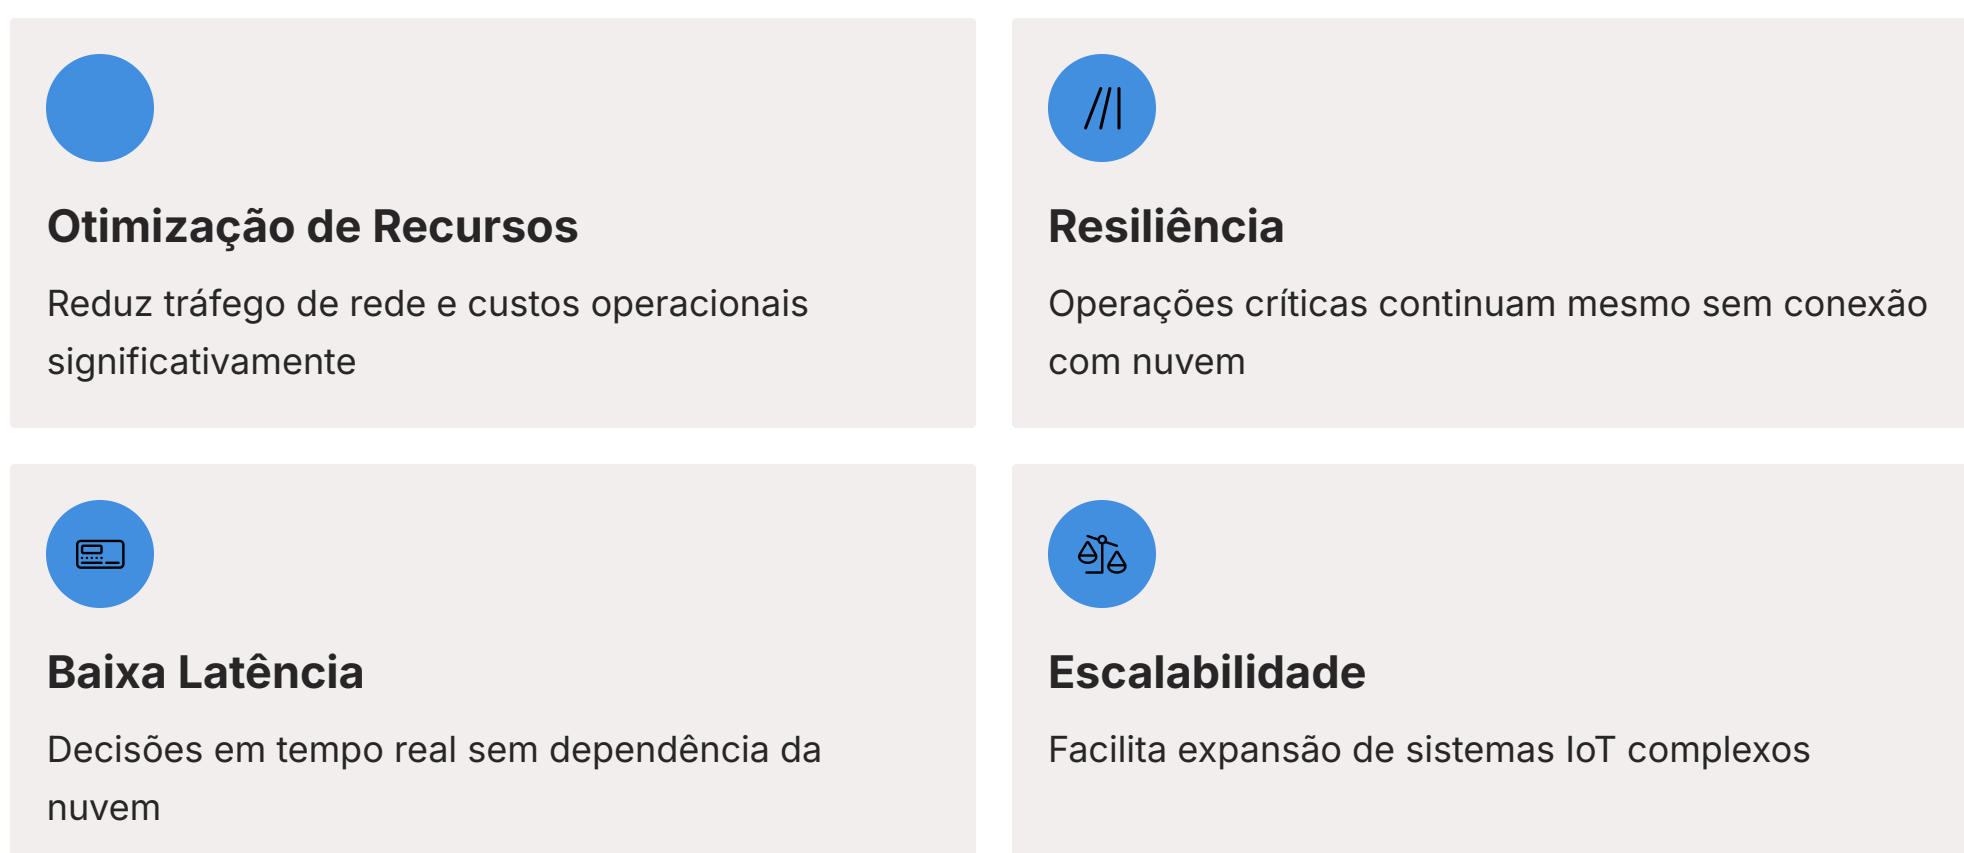 Otimização de Recursos
Reduz tráfego de rede e custos operacionais
significativamente
Resiliência
Operações críticas continuam mesmo sem conexão
com nuvem
Baixa Latência
Decisões em tempo real sem dependência da
nuvem
Escalabilidade
Facilita expansão de sistemas IoT complexos